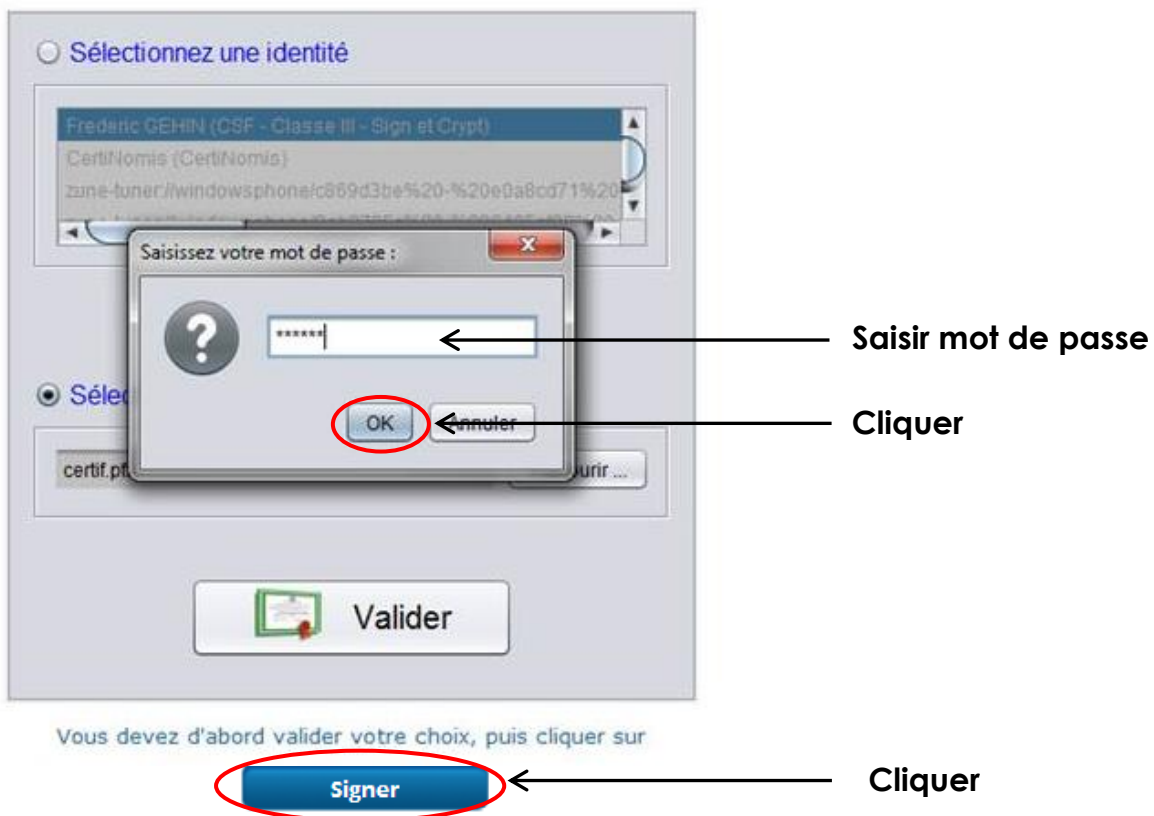 Sélectionnez une identité
Frederic GEHIN (CSF - Classe III - Sign et Crypt)
CertiNomis (CertiNomis)
zune-tuner://windowsphone/c869d3be%20-%20e0a8cd71%20
Saisissez votre mot de passe :
******
Saisir mot de passe
Sélec
OK
Annuler
Cliquer
certif.pf
urir ...
Valider
Vous devez d'abord valider votre choix, puis cliquer sur
Signer
Cliquer